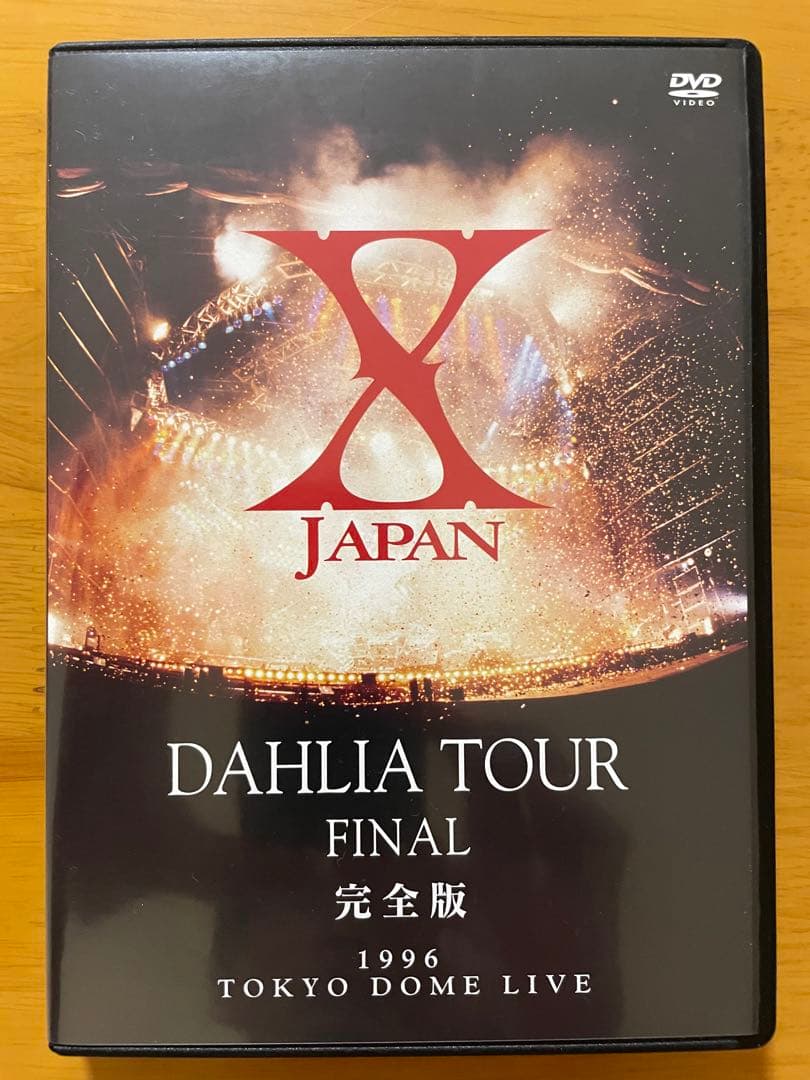 DVD
VIDEO
X
JAPAN
DAHLIA TOUR
FINAL
完全版
1996
TOKYO DOME LIVE